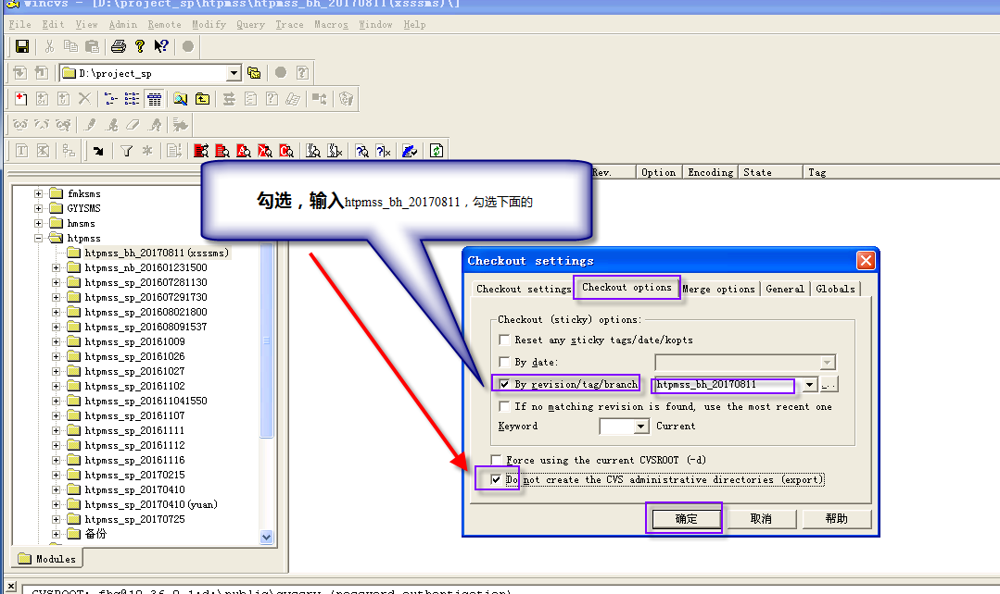 wincvs - [D:\project_sp\htpmss\htpmss_bh_20170811(xsssms)\]
File Edit View Admin Remote Modify Query Trace Macros Window Help
D:\project_sp
Rev. Option Encoding State Tag
fmksms
GYYSMS
hmsms
htpmss
htpmss_bh_20170811(xsssms)
htpmss_nb_201601231500
htpmss_sp_201607281130
htpmss_sp_201607291730
htpmss_sp_201608021800
htpmss_sp_201608091537
htpmss_sp_20161009
htpmss_sp_20161026
htpmss_sp_20161027
htpmss_sp_20161102
htpmss_sp_201611041550
htpmss_sp_20161107
htpmss_sp_20161111
htpmss_sp_20161112
htpmss_sp_20161116
htpmss_sp_20170215
htpmss_sp_20170410
htpmss_sp_20170410(yuan)
htpmss_sp_20170725
备份
Modules
勾选，输入htpmss_bh_20170811，勾选下面的
Checkout settings
Checkout settings Checkout options Merge options General Globals
Checkout (sticky) options:
Reset any sticky tags/date/kopts
By date:
By revision/tag/branch htpmss_bh_20170811 ...
If no matching revision is found, use the most recent one
Keyword Current
Force using the current CVSROOT (-d)
Do not create the CVS administrative directories (export)
确定 取消 帮助